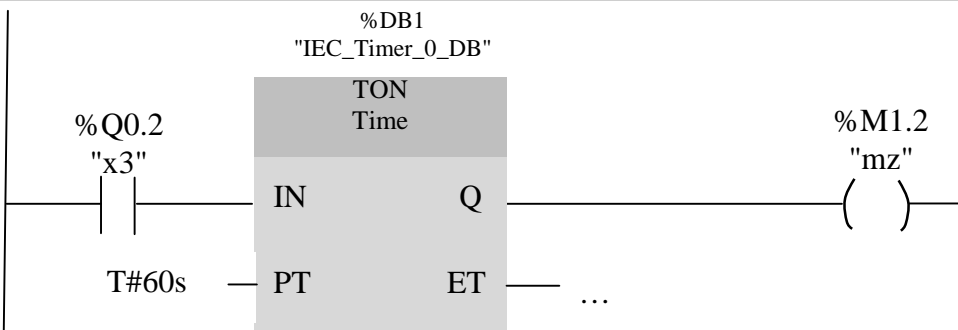 %DB1
"IEC_Timer_0_DB"
TON
Time
%Q0.2
"x3"
%M1.2
"mz"
IN
Q
T#60s
PT
ET
...